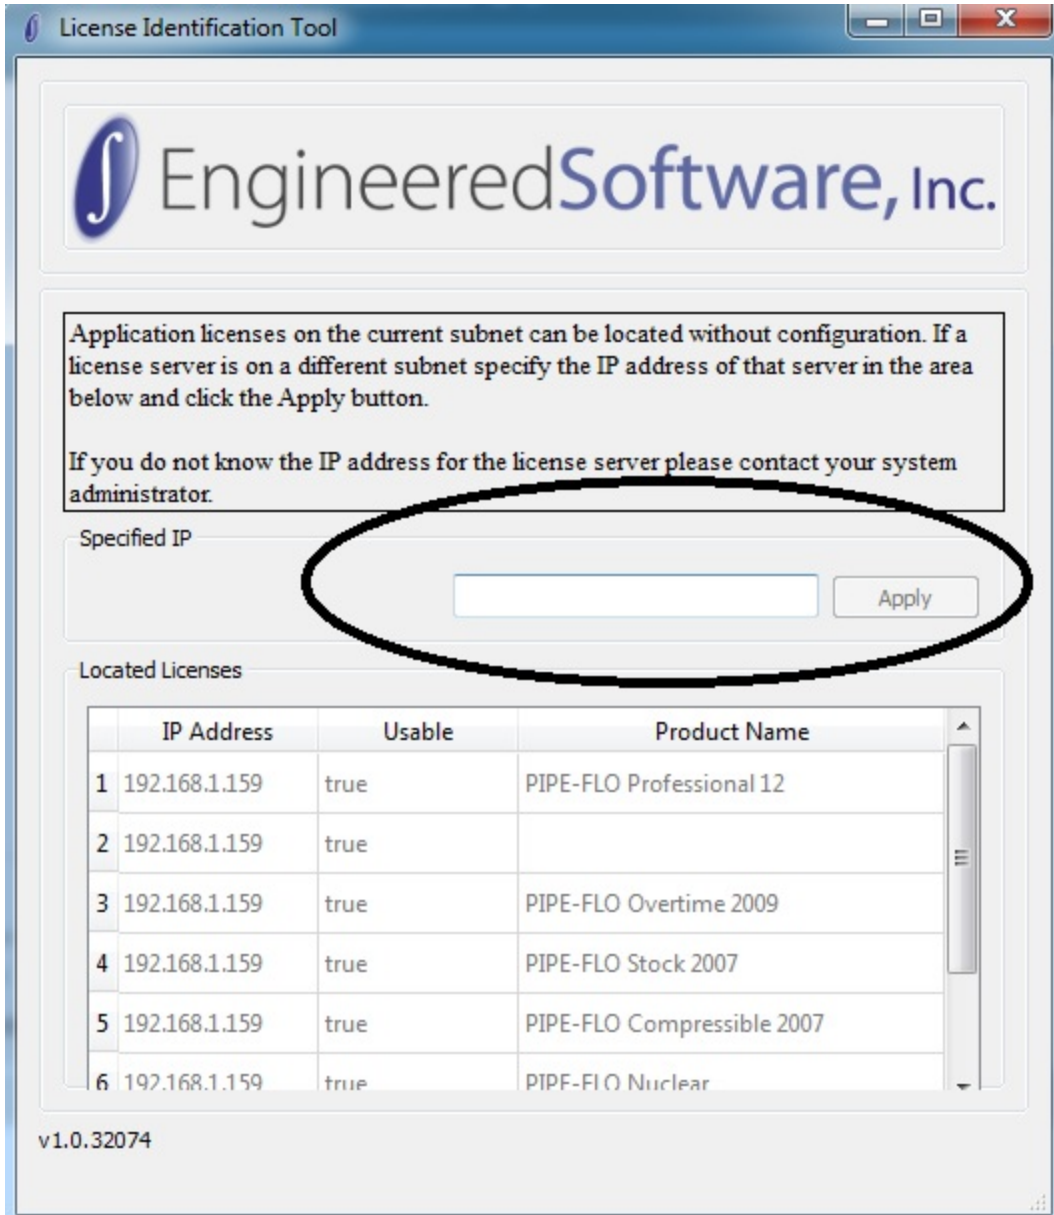 License Identification Tool
EngineeredSoftware, Inc.
Application licenses on the current subnet can be located without configuration. If a
license server is on a different subnet specify the IP address of that server in the area
below and click the Apply button.
If you do not know the IP address for the license server please contact your system
administrator.
Specified IP
Apply
Located Licenses
IP Address Usable Product Name
1 192.168.1.159 true PIPE-FLO Professional 12
2 192.168.1.159 true
3 192.168.1.159 true PIPE-FLO Overtime 2009
4 192.168.1.159 true PIPE-FLO Stock 2007
5 192.168.1.159 true PIPE-FLO Compressible 2007
6 192.168.1.159 true PIPE-FLO Nuclear
v1.0.32074